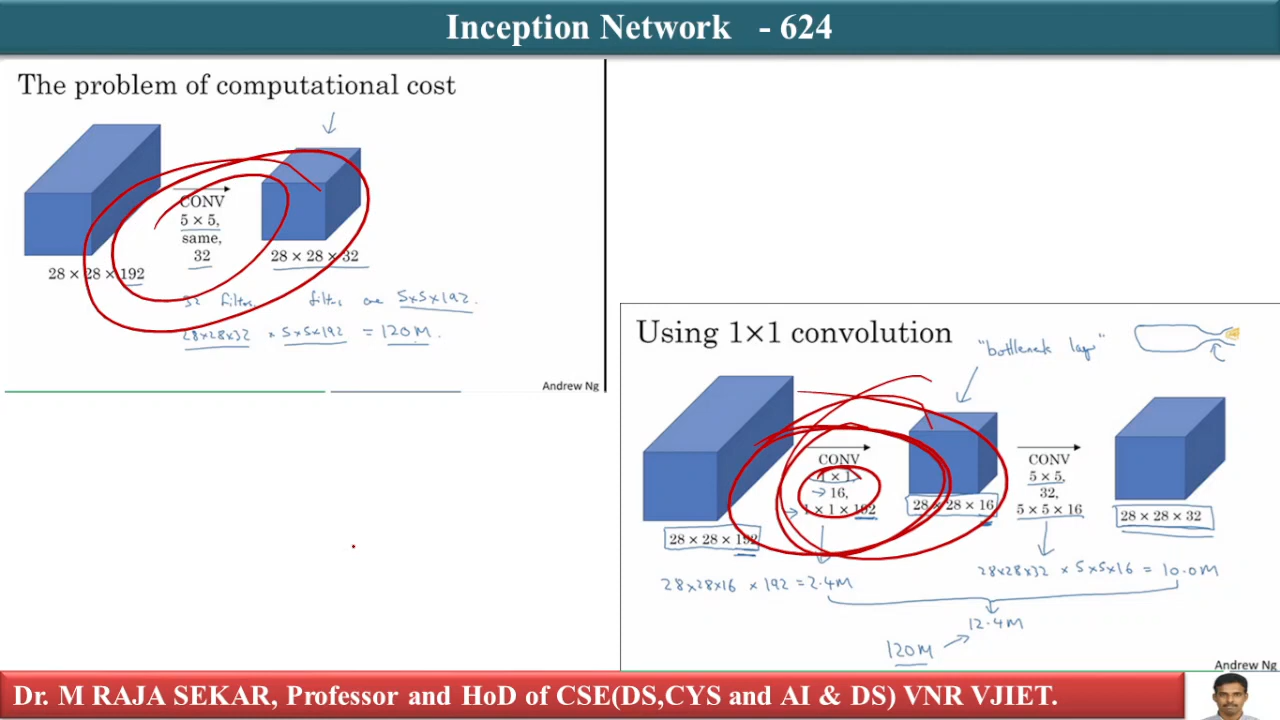 Inception Network - 624
The problem of computational cost
CONV
5 × 5,
same,
32
28 × 28 × 192
28 × 28 × 32
32 filters. filters are 5×5×192.
28×28×32 × 5×5×192 = 120M.
Andrew Ng
Using 1×1 convolution
"bottleneck layer"
CONV
1 × 1,
16,
1 × 1 × 192
28 × 28 × 192
28 × 28 × 16
CONV
5 × 5,
32,
5 × 5 × 16
28 × 28 × 32
28×28×16 × 192 = 2.4M
28×28×32 × 5×5×16 = 10.0M
12.4M
120M
Andrew Ng
Dr. M RAJA SEKAR, Professor and HoD of CSE(DS,CYS and AI & DS) VNR VJIET.